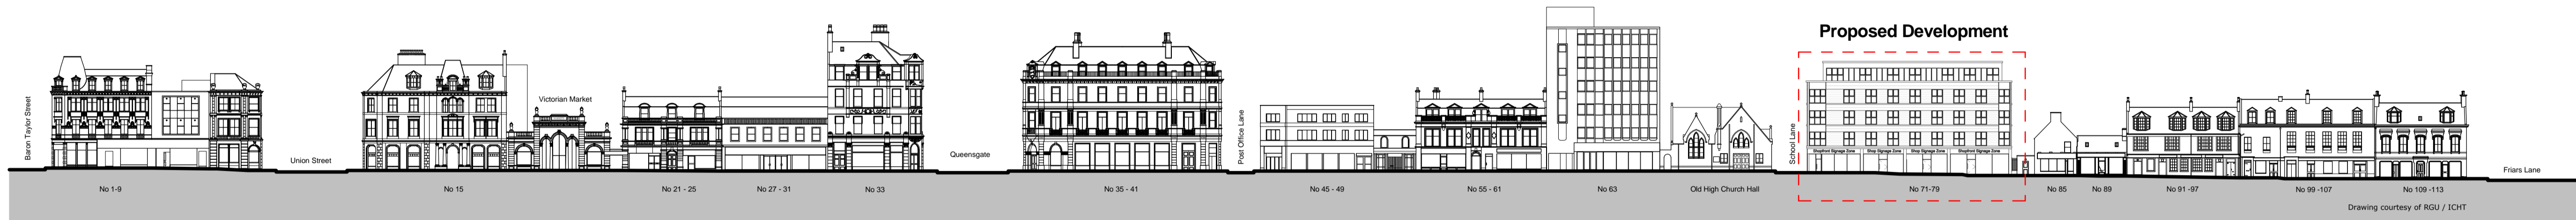 Proposed Development
Baron Taylor Street
Union Street
Victorian Market
Queensgate
Post Office Lane
School Lane
Shopfront Signage Zone
Shop Signage Zone
Shop Signage Zone
Shopfront Signage Zone
Friars Lane
No 1-9
No 15
No 21 - 25
No 27 - 31
No 33
No 35 - 41
No 45 - 49
No 55 - 61
No 63
Old High Church Hall
No 71-79
No 85
No 89
No 91 -97
No 99 -107
No 109 -113
Drawing courtesy of RGU / ICHT